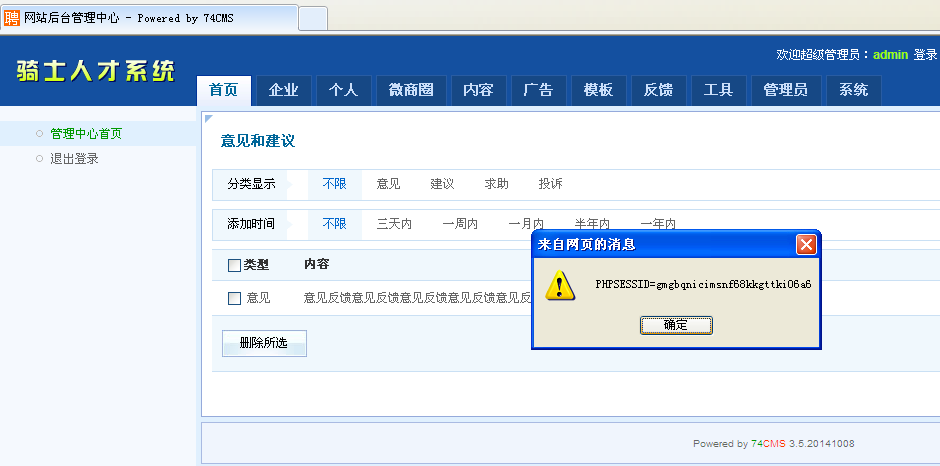 聘 网站后台管理中心 - Powered by 74CMS
骑士人才系统
欢迎超级管理员：admin 登录
首页 企业 个人 微商圈 内容 广告 模板 反馈 工具 管理员 系统
管理中心首页
退出登录
意见和建议
分类显示 不限 意见 建议 求助 投诉
添加时间 不限 三天内 一周内 一月内 半年内 一年内
类型 内容
意见 意见反馈意见反馈意见反馈意见反馈意见反
删除所选
来自网页的消息
PHPSESSID=gmgbqnicimsnf68kkgttki06a6
确定
Powered by 74CMS 3.5.20141008